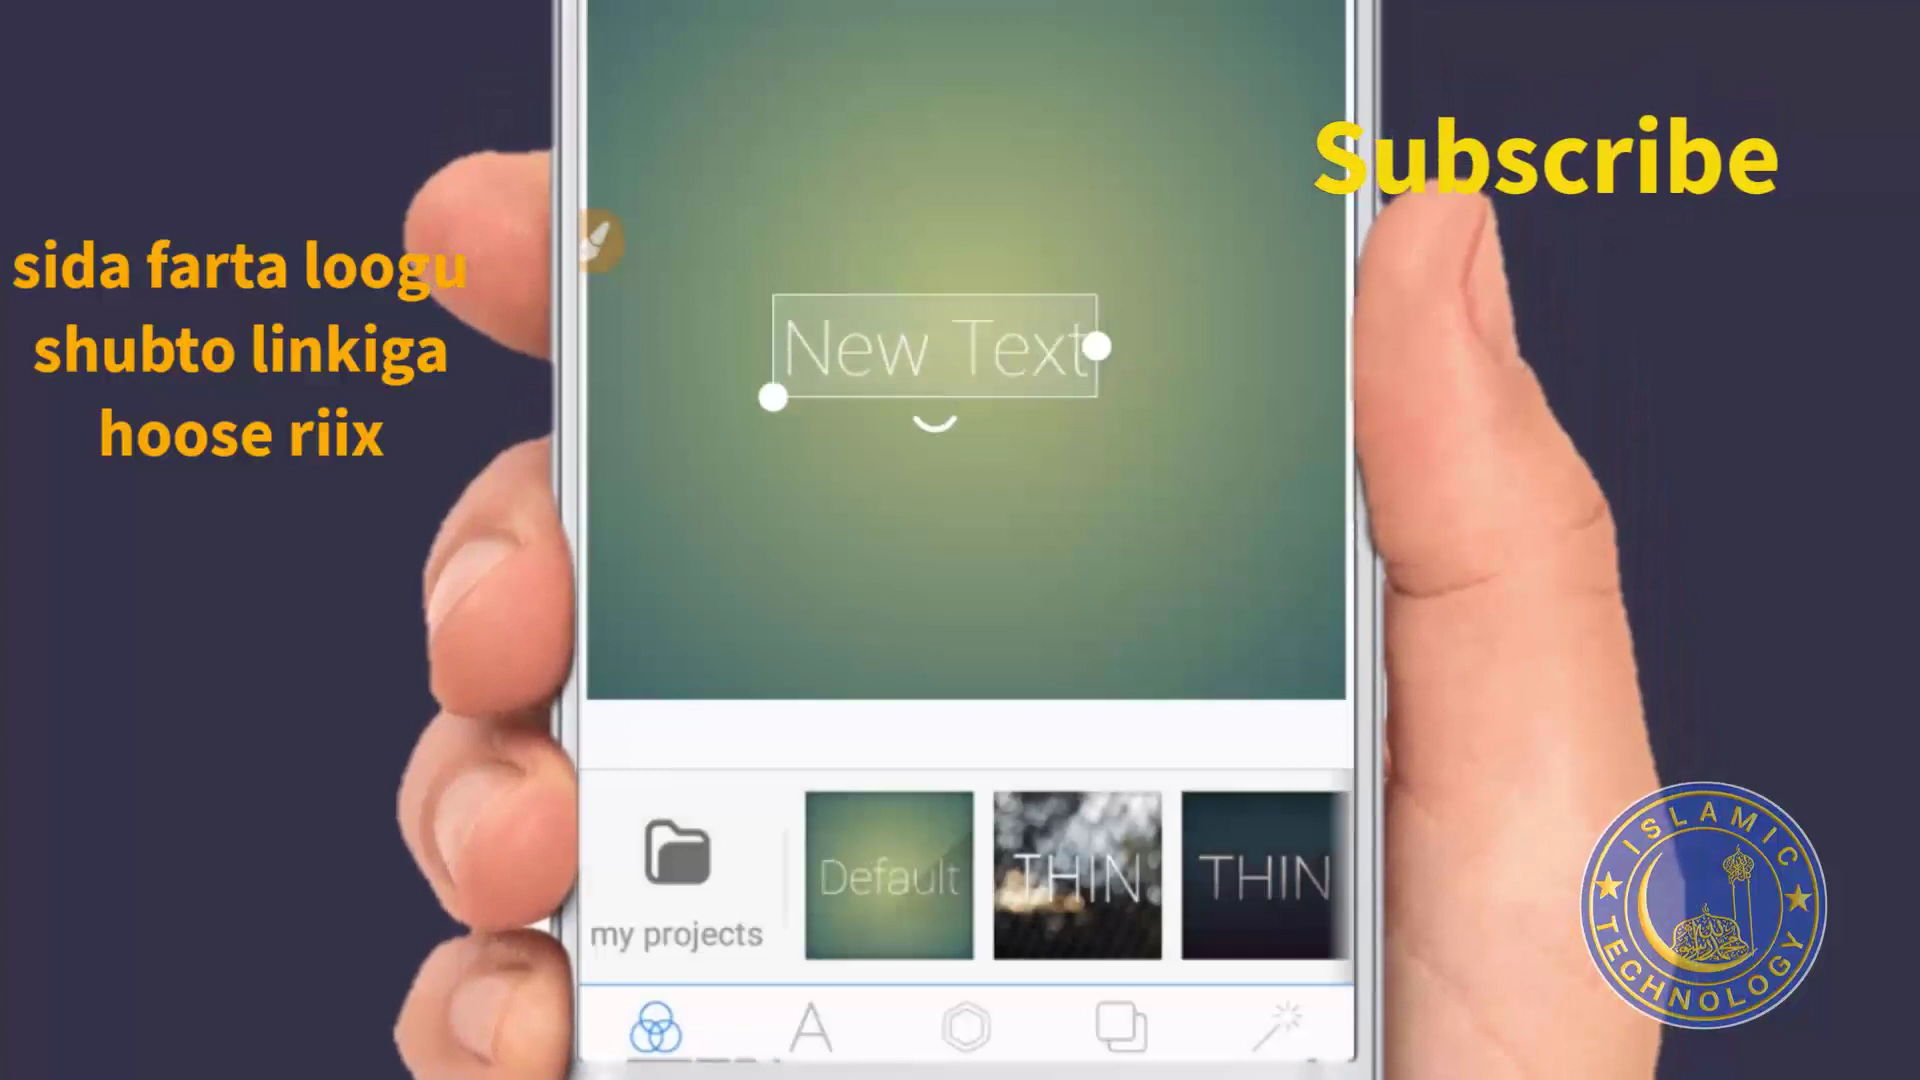 Subscribe
sida farta loogu
shubto linkiga
hoose riix
New Text
Default
THIN
THIN
my projects
ISLAMIC
TECHNOLOGY